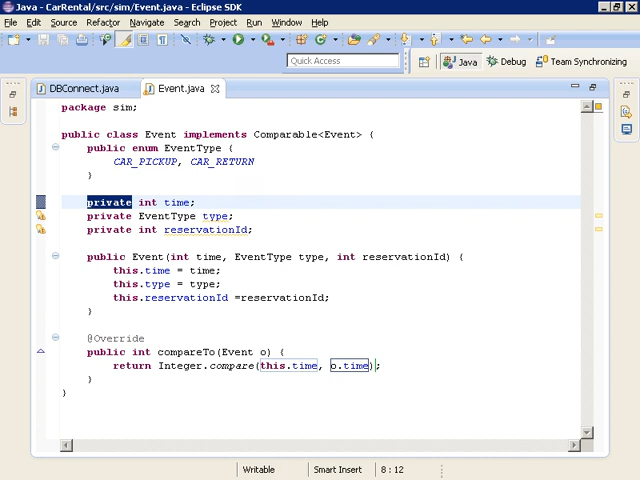 Java - CarRental/src/sim/Event.java - Eclipse SDK
File Edit Source Refactor Navigate Search Project Run Window Help
Quick Access
Java Debug Team Synchronizing
DBConnect.java Event.java
package sim;
public class Event implements Comparable<Event> {
public enum EventType {
CAR_PICKUP, CAR_RETURN
}
private int time;
private EventType type;
private int reservationId;
public Event(int time, EventType type, int reservationId) {
this.time = time;
this.type = type;
this.reservationId =reservationId;
}
@Override
public int compareTo(Event o) {
return Integer.compare(this.time, o.time);
}
}
Writable Smart Insert 8 : 12